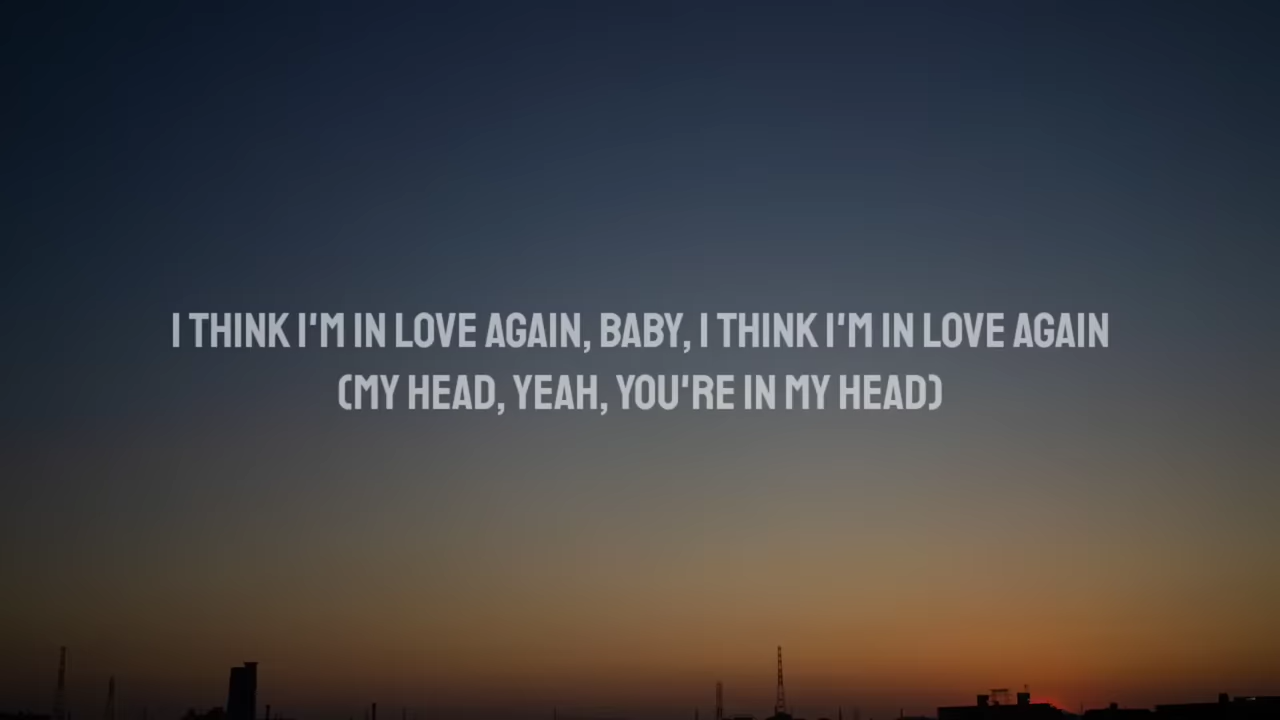 I THINK I'M IN LOVE AGAIN, BABY, I THINK I'M IN LOVE AGAIN
(MY HEAD, YEAH, YOU'RE IN MY HEAD)